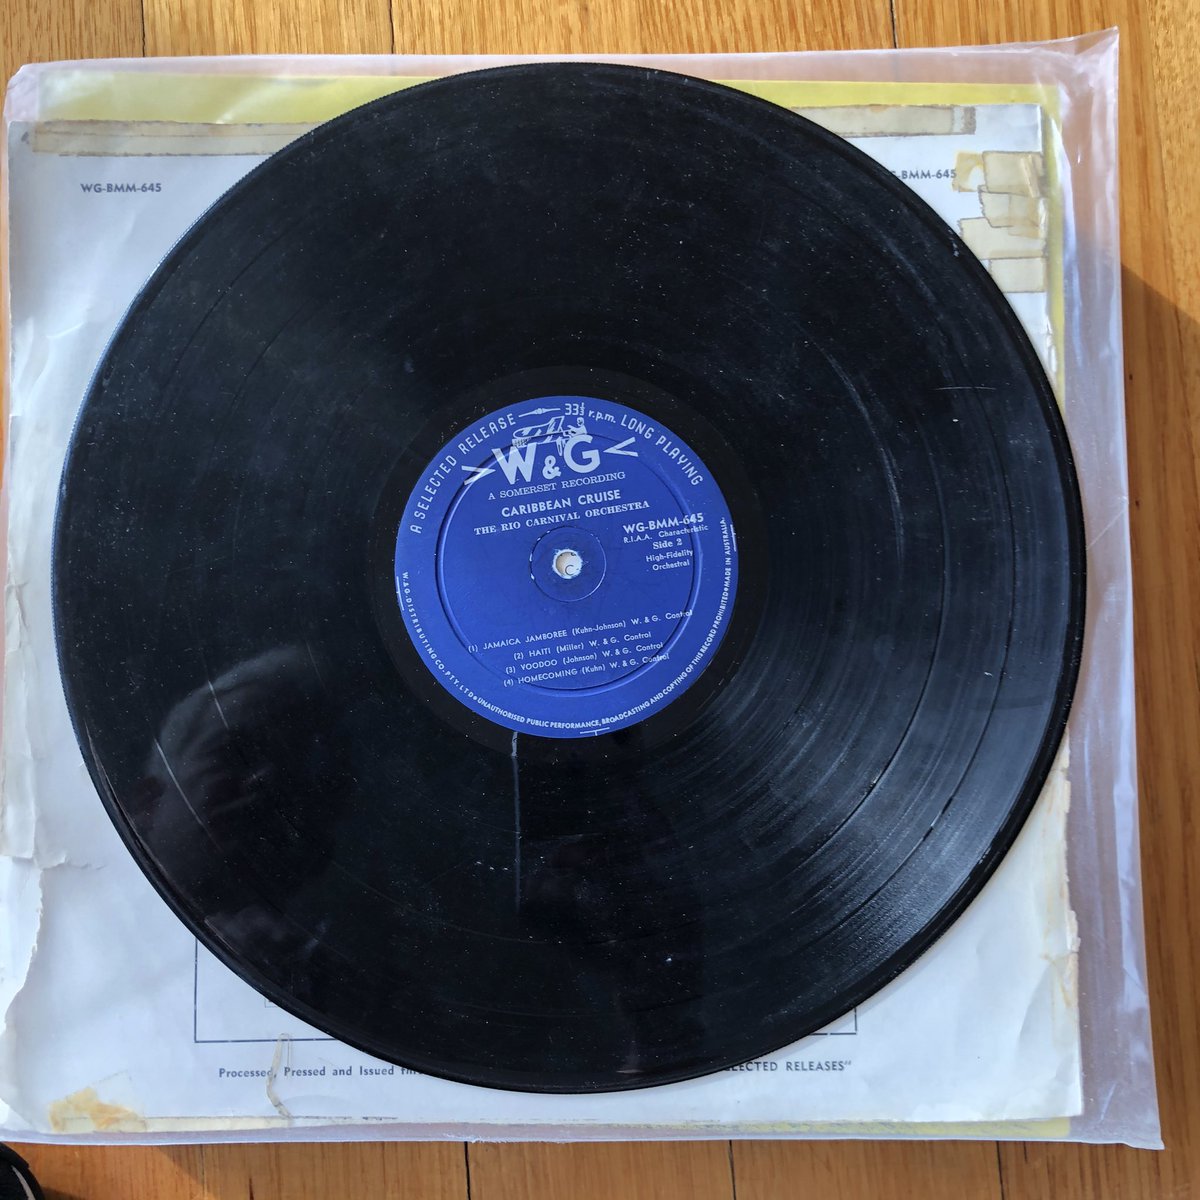 WG-BMM-645
-BMM-645
A SELECTED RELEASE 33⅓ r.p.m. LONG PLAYING
W&G
A SOMERSET RECORDING
CARIBBEAN CRUISE
THE RIO CARNIVAL ORCHESTRA
WG-BMM-645
R.I.A.A. Characteristic
Side 2
High-Fidelity
Orchestral
(1) JAMAICA JAMBOREE (Kuhn-Johnson) W. & G. Control
(2) HAITI (Miller) W. & G. Control
(3) VOODOO (Johnson) W. & G. Control
(4) HOMECOMING (Kuhn) W. & G. Control
W.&G. DISTRIBUTING CO. PTY. LTD. UNAUTHORISED PUBLIC PERFORMANCE, BROADCASTING AND COPYING OF THIS RECORD PROHIBITED MADE IN AUSTRALIA.
Processed, Pressed and Issued
RELEASES"